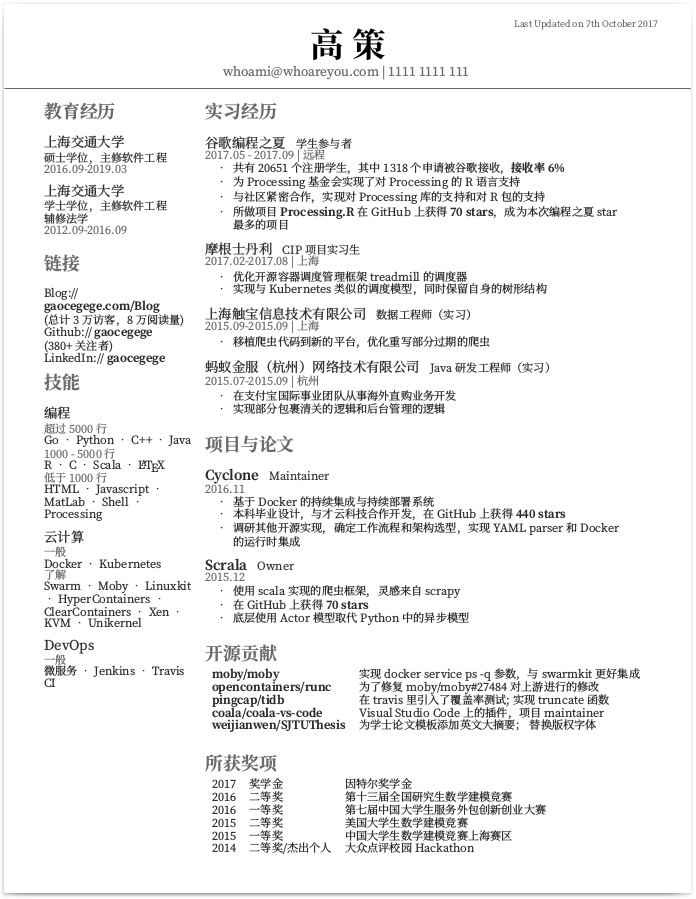 Last Updated on 7th October 2017
高 策
whoami@whoareyou.com | 1111 1111 111
教育经历
上海交通大学
硕士学位，主修软件工程
2016.09-2019.03
上海交通大学
学士学位，主修软件工程
辅修法学
2012.09-2016.09
链接
Blog://
gaocegege.com/Blog
(总计 3 万访客，8 万阅读量)
Github:// gaocegege
(380+ 关注者)
LinkedIn:// gaocegege
技能
编程
超过 5000 行
Go · Python · C++ · Java
1000 - 5000 行
R · C · Scala · LATEX
低于 1000 行
HTML · Javascript ·
MatLab · Shell ·
Processing
云计算
一般
Docker · Kubernetes
了解
Swarm · Moby · Linuxkit
· HyperContainers ·
ClearContainers · Xen ·
KVM · Unikernel
DevOps
一般
微服务 · Jenkins · Travis
CI
实习经历
谷歌编程之夏 学生参与者
2017.05 - 2017.09 | 远程
· 共有 20651 个注册学生，其中 1318 个申请被谷歌接收，接收率 6%
· 为 Processing 基金会实现了对 Processing 的 R 语言支持
· 与社区紧密合作，实现对 Processing 库的支持和对 R 包的支持
· 所做项目 Processing.R 在 GitHub 上获得 70 stars，成为本次编程之夏 star
最多的项目
摩根士丹利 CIP 项目实习生
2017.02-2017.08 | 上海
· 优化开源容器调度管理框架 treadmill 的调度器
· 实现与 Kubernetes 类似的调度模型，同时保留自身的树形结构
上海触宝信息技术有限公司 数据工程师（实习）
2015.09-2015.09 | 上海
· 移植爬虫代码到新的平台，优化重写部分过期的爬虫
蚂蚁金服（杭州）网络技术有限公司 Java 研发工程师（实习）
2015.07-2015.09 | 杭州
· 在支付宝国际事业团队从事海外直购业务开发
· 实现部分包裹清关的逻辑和后台管理的逻辑
项目与论文
Cyclone Maintainer
2016.11
· 基于 Docker 的持续集成与持续部署系统
· 本科毕业设计，与才云科技合作开发，在 GitHub 上获得 440 stars
· 调研其他开源实现，确定工作流程和架构选型，实现 YAML parser 和 Docker
的运行时集成
Scrala Owner
2015.12
· 使用 scala 实现的爬虫框架，灵感来自 scrapy
· 在 GitHub 上获得 70 stars
· 底层使用 Actor 模型取代 Python 中的异步模型
开源贡献
moby/moby 实现 docker service ps -q 参数，与 swarmkit 更好集成
opencontainers/runc 为了修复 moby/moby#27484 对上游进行的修改
pingcap/tidb 在 travis 里引入了覆盖率测试; 实现 truncate 函数
coala/coala-vs-code Visual Studio Code 上的插件，项目 maintainer
weijianwen/SJTUThesis 为学士论文模板添加英文大摘要； 替换版权字体
所获奖项
2017 奖学金 因特尔奖学金
2016 二等奖 第十三届全国研究生数学建模竞赛
2016 一等奖 第七届中国大学生服务外包创新创业大赛
2015 二等奖 美国大学生数学建模竞赛
2015 一等奖 中国大学生数学建模竞赛上海赛区
2014 二等奖/杰出个人 大众点评校园 Hackathon